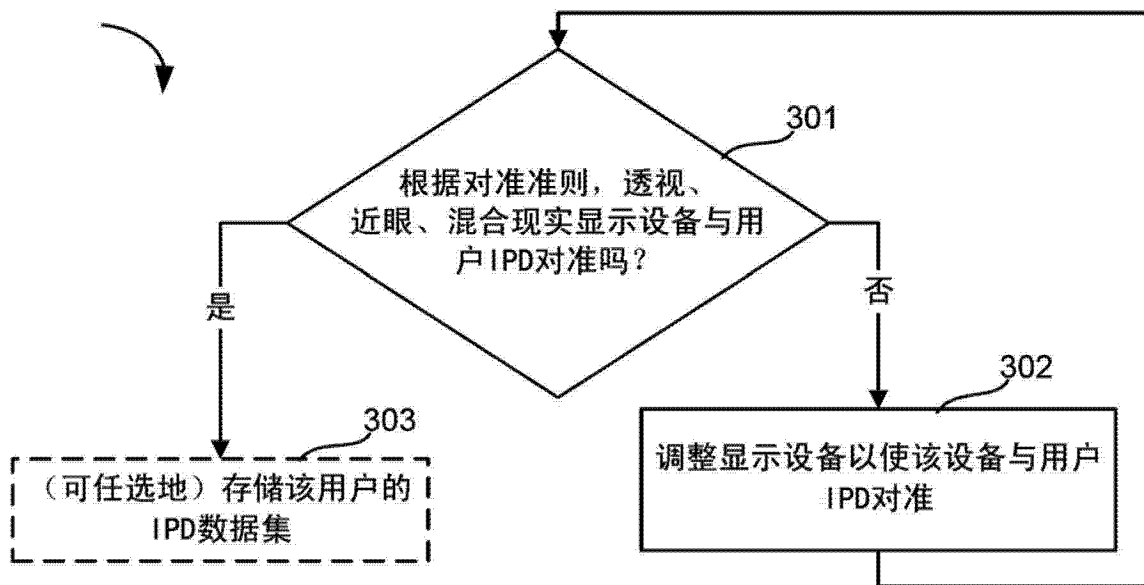 301
根据对准准则，透视、
近眼、混合现实显示设备与用
户IPD对准吗？
是
否
302
调整显示设备以使该设备与用户
IPD对准
303
（可任选地）存储该用户的
IPD数据集